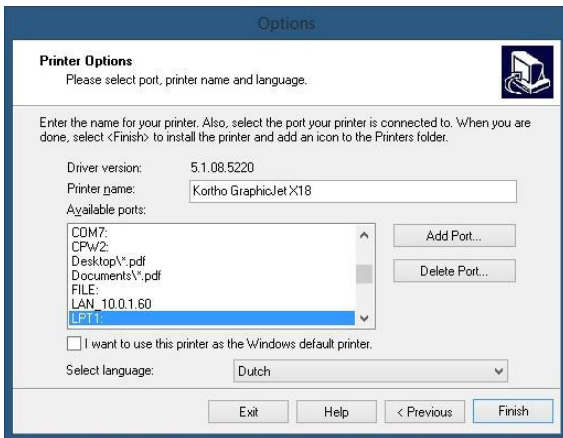 Options
Printer Options
Please select port, printer name and language.
Enter the name for your printer. Also, select the port your printer is connected to. When you are
done, select <Finish> to install the printer and add an icon to the Printers folder.
Driver version: 5.1.08.5220
Printer name: Kortho GraphicJet X18
Available ports:
COM7:
CPW2:
Desktop\*.pdf
Documents\*.pdf
FILE:
LAN_10.0.1.60
LPT1:
Add Port...
Delete Port...
I want to use this printer as the Windows default printer.
Select language: Dutch
Exit Help < Previous Finish